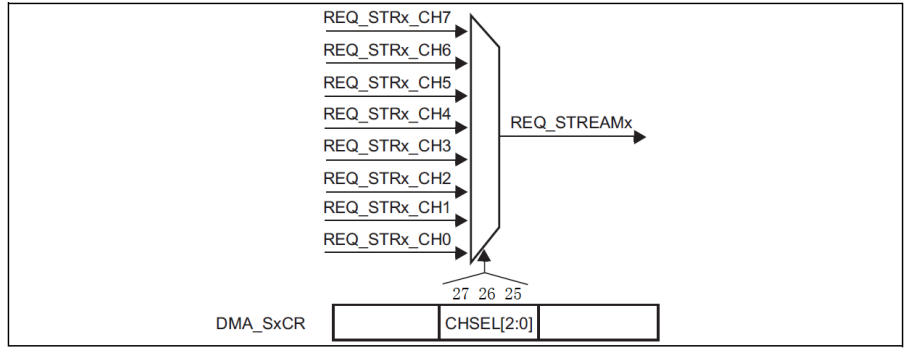 REQ_STRx_CH7
REQ_STRx_CH6
REQ_STRx_CH5
REQ_STRx_CH4
REQ_STREAMx
REQ_STRx_CH3
REQ_STRx_CH2
REQ_STRx_CH1
REQ_STRx_CH0
27 26 25
DMA_SxCR
CHSEL[2:0]